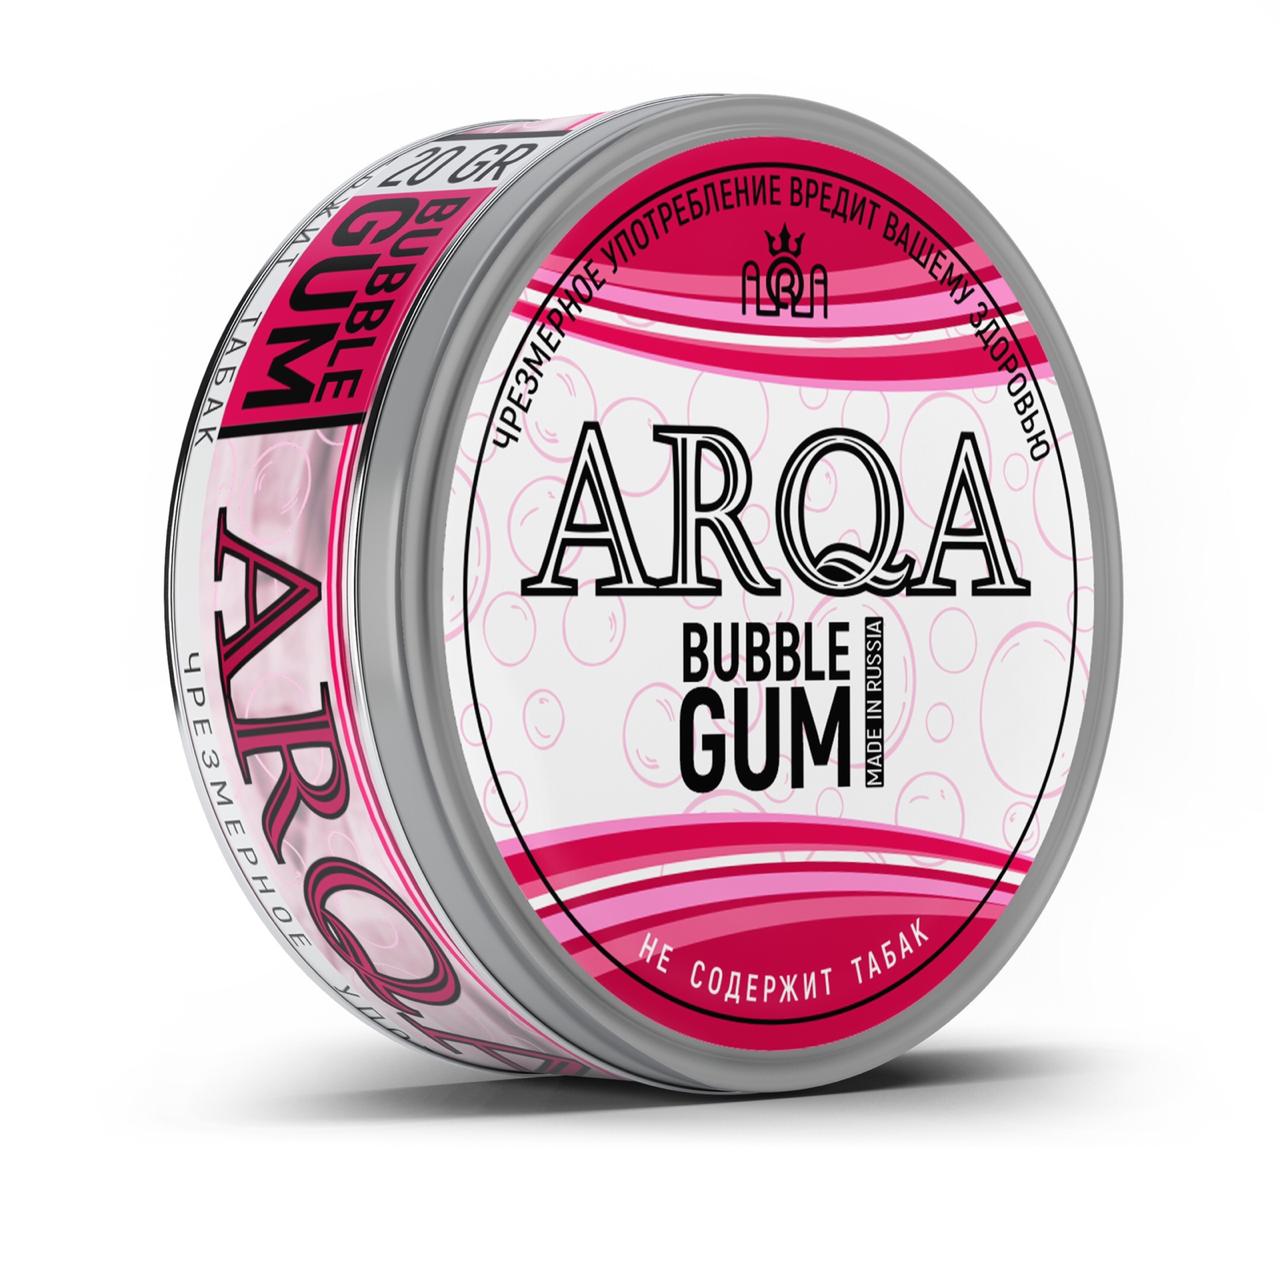 ЧРЕЗМЕРНОЕ УПОТРЕБЛЕНИЕ ВРЕДИТ ВАШЕМУ ЗДОРОВЬЮ
ARQA
ARQA
BUBBLE
GUM
MADE IN RUSSIA
НЕ СОДЕРЖИТ ТАБАК
20 GR
BUBBLE
GUM
ТАБАК
ARQA
ЧРЕЗМЕРНОЕ